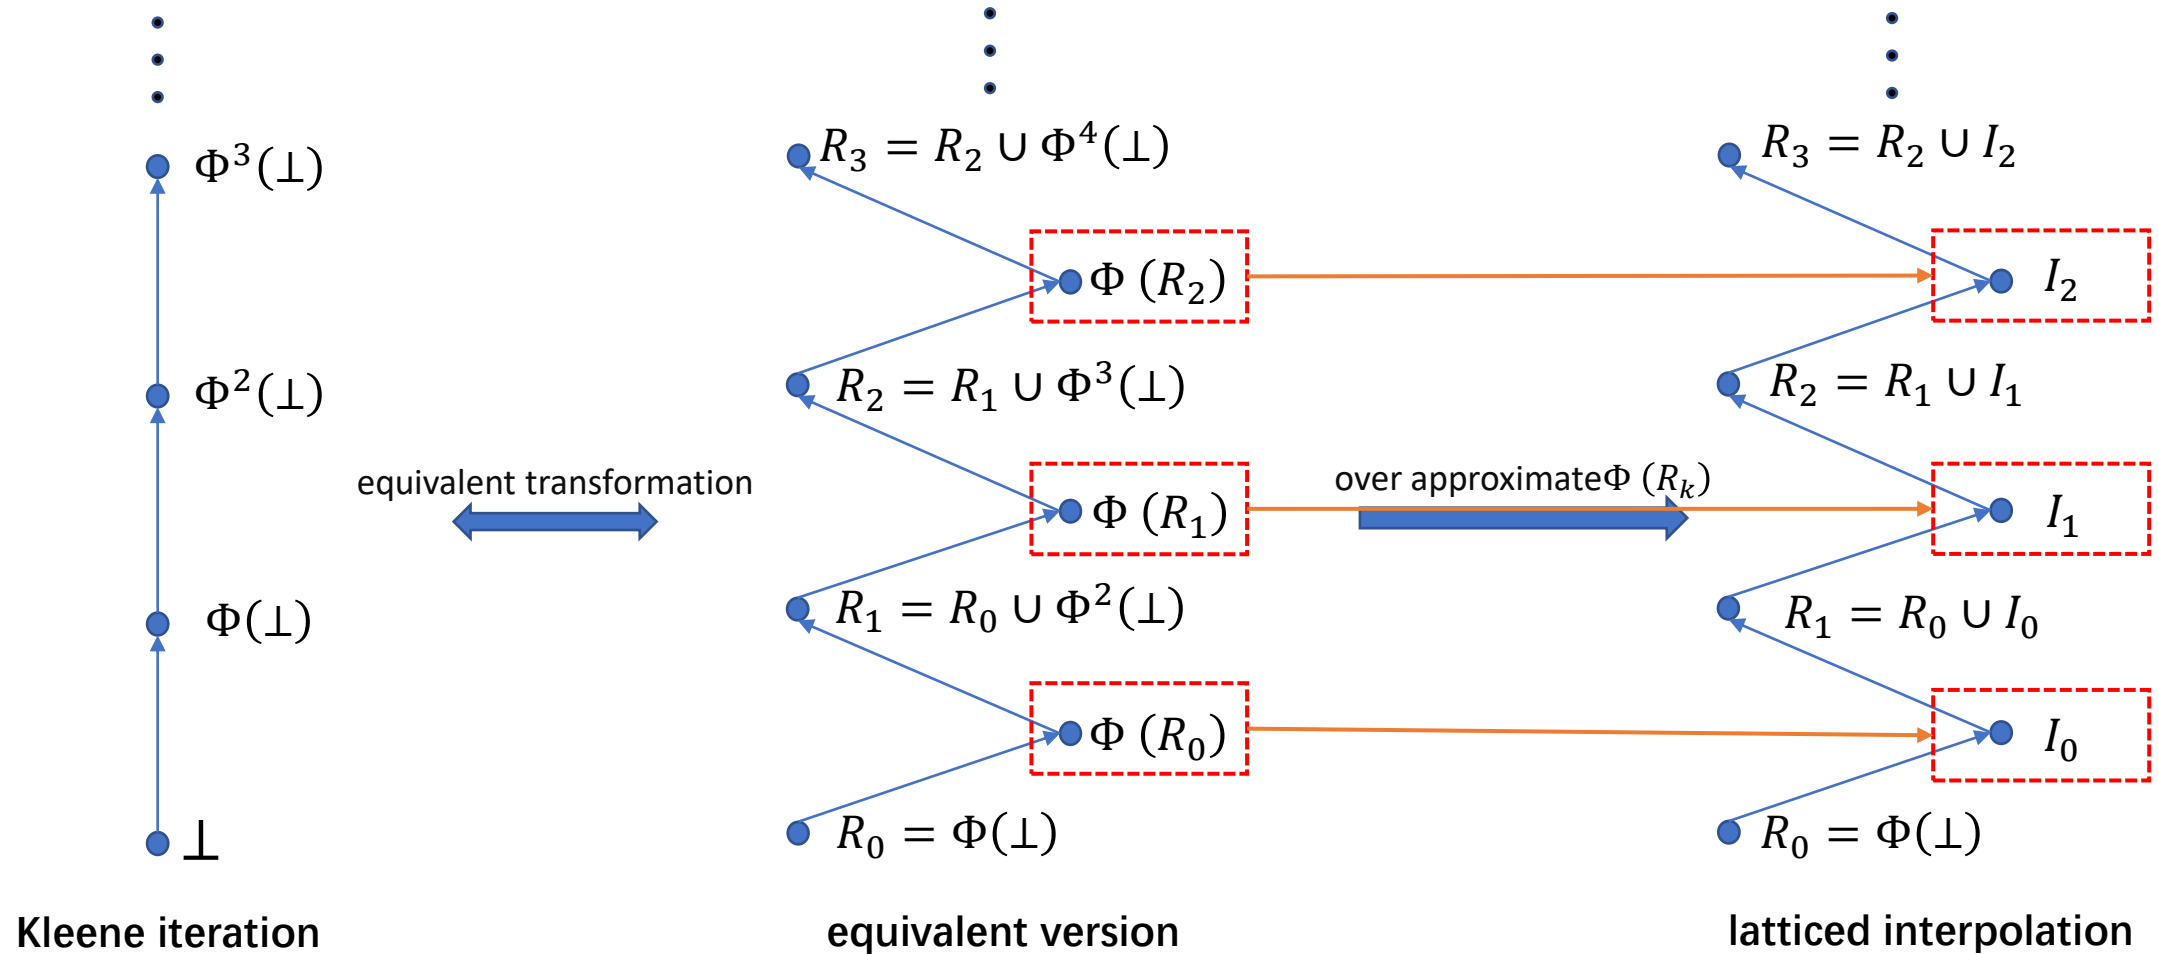 Φ³(⊥)
Φ²(⊥)
Φ(⊥)
⊥
Kleene iteration
equivalent transformation
R₃ = R₂ ∪ Φ⁴(⊥)
Φ (R₂)
R₂ = R₁ ∪ Φ³(⊥)
Φ (R₁)
R₁ = R₀ ∪ Φ²(⊥)
Φ (R₀)
R₀ = Φ(⊥)
equivalent version
over approximateΦ (Rₖ)
R₃ = R₂ ∪ I₂
I₂
R₂ = R₁ ∪ I₁
I₁
R₁ = R₀ ∪ I₀
I₀
R₀ = Φ(⊥)
latticed interpolation